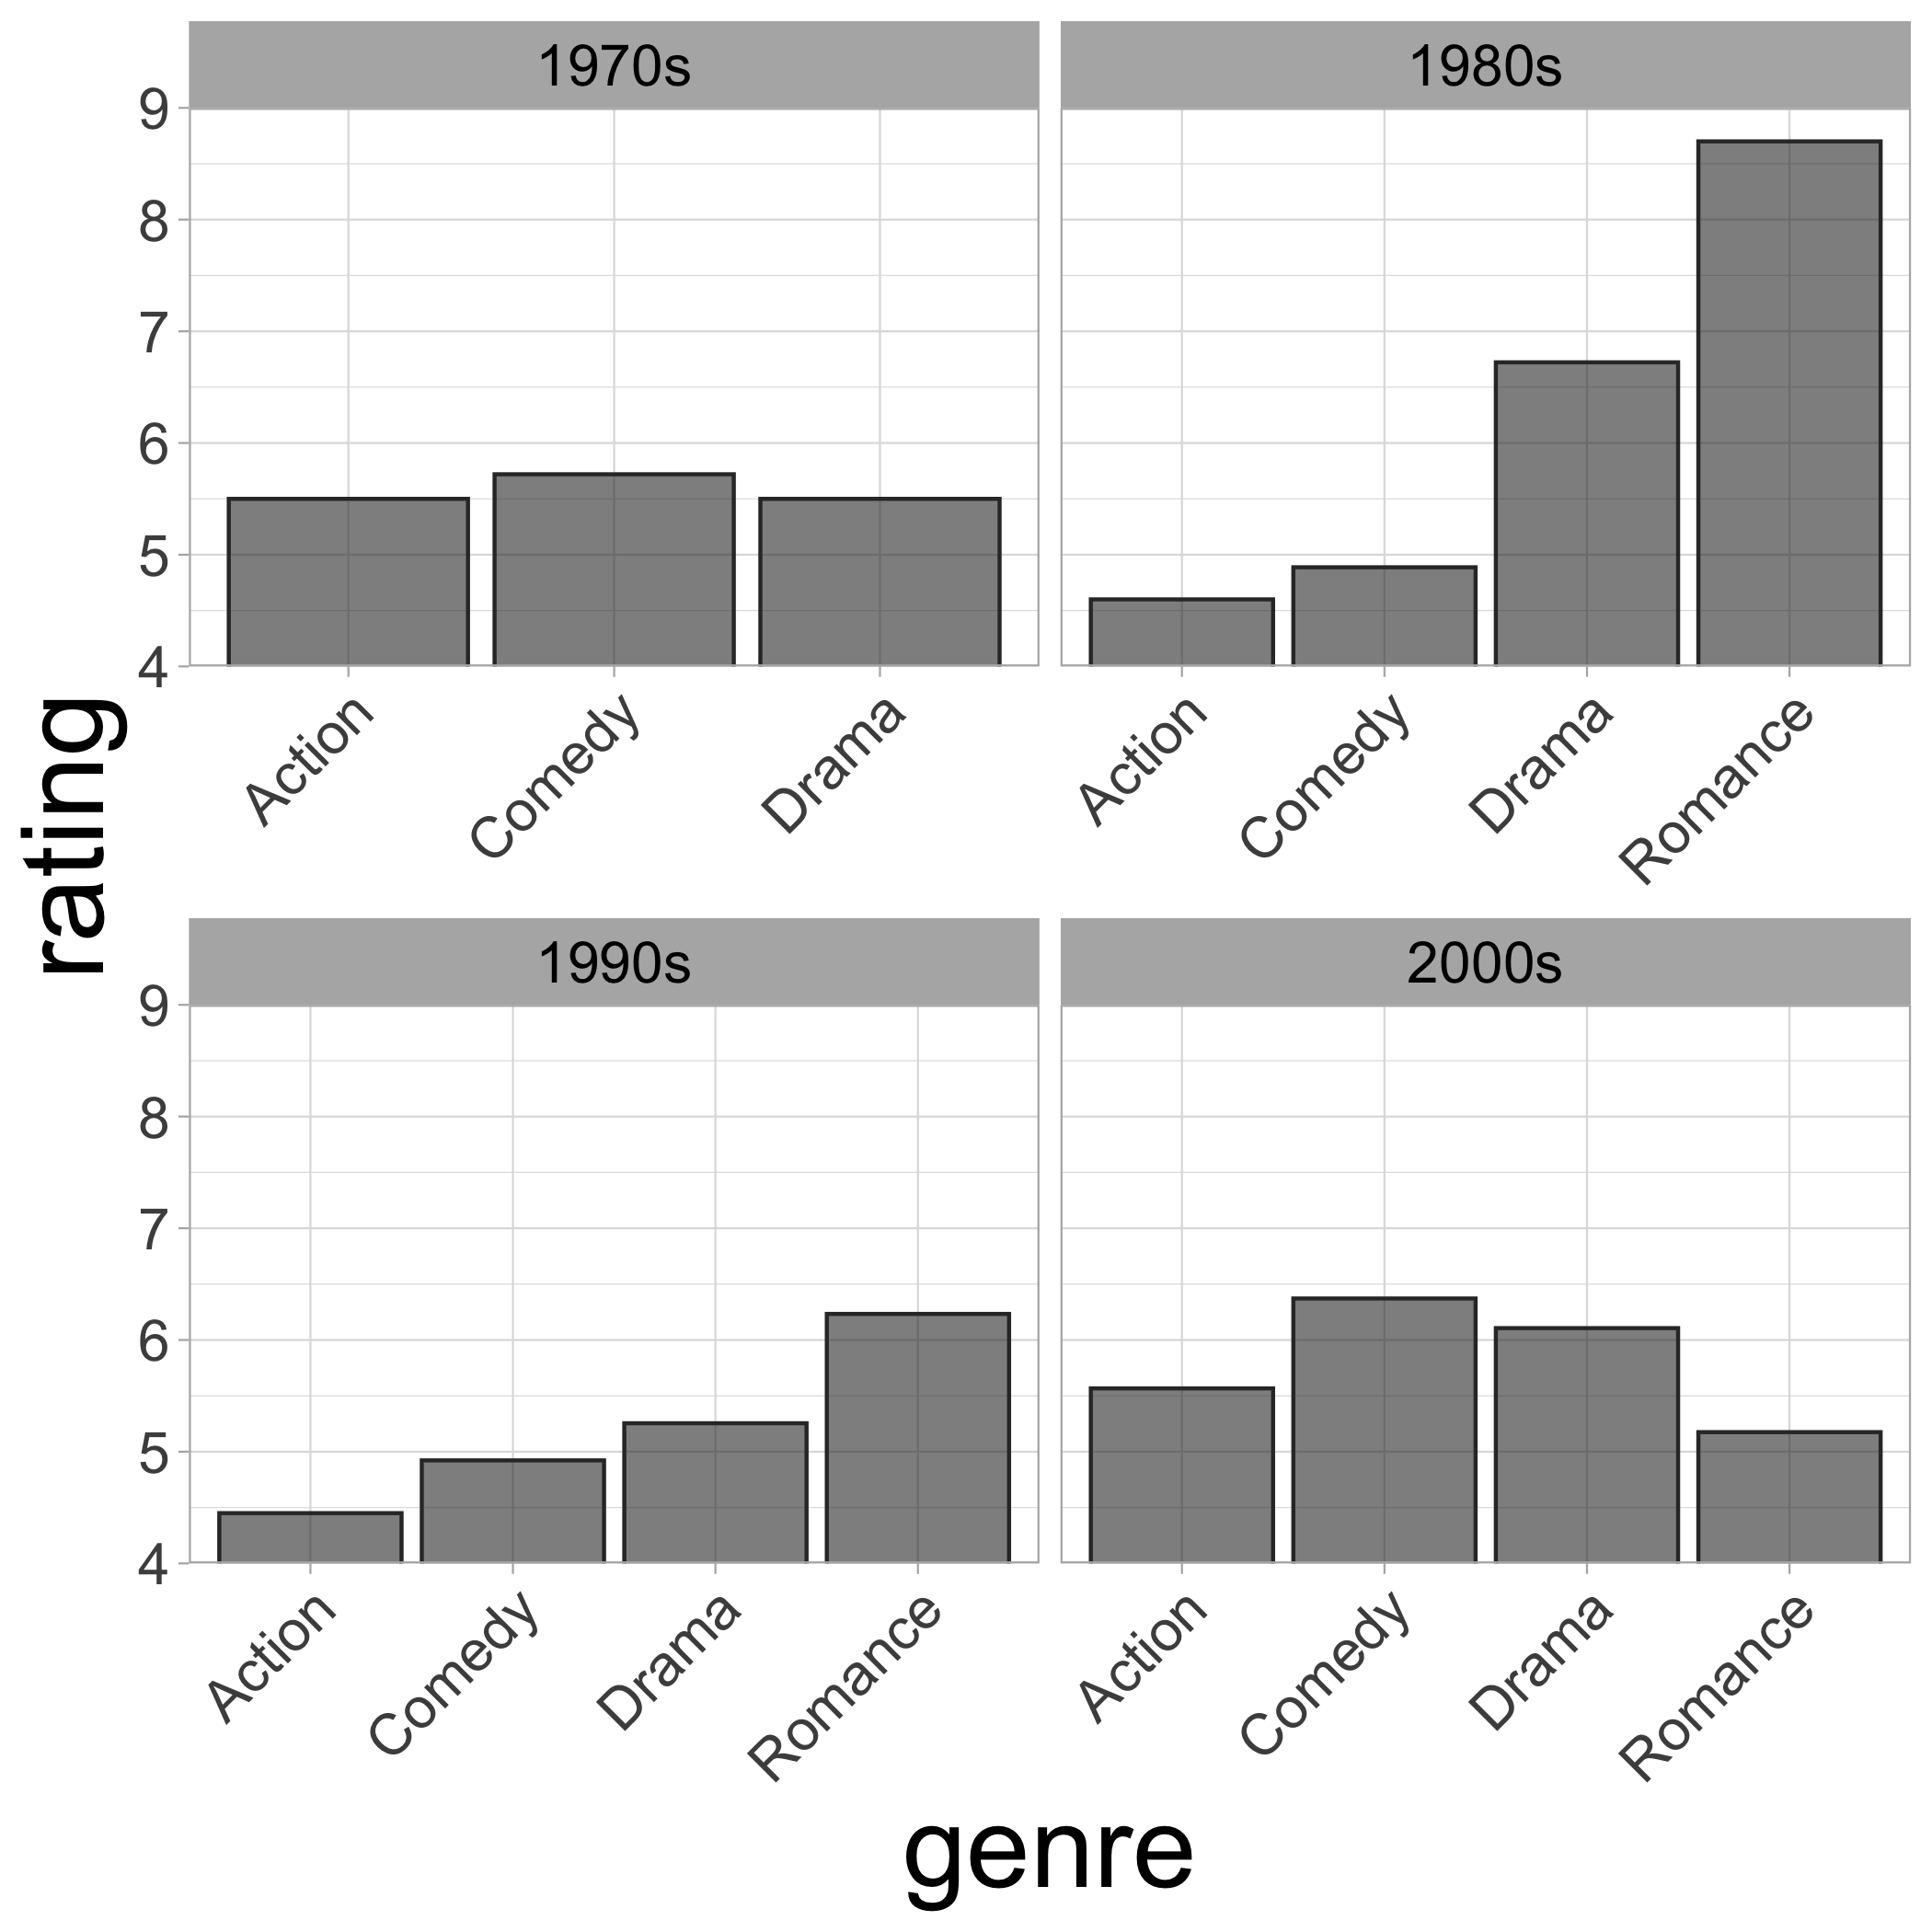 1970s
1980s
9
8
7
6
5
4
Action
Comedy
Drama
Action
Comedy
Drama
Romance
rating
1990s
2000s
9
8
7
6
5
4
Action
Comedy
Drama
Romance
Action
Comedy
Drama
Romance
genre